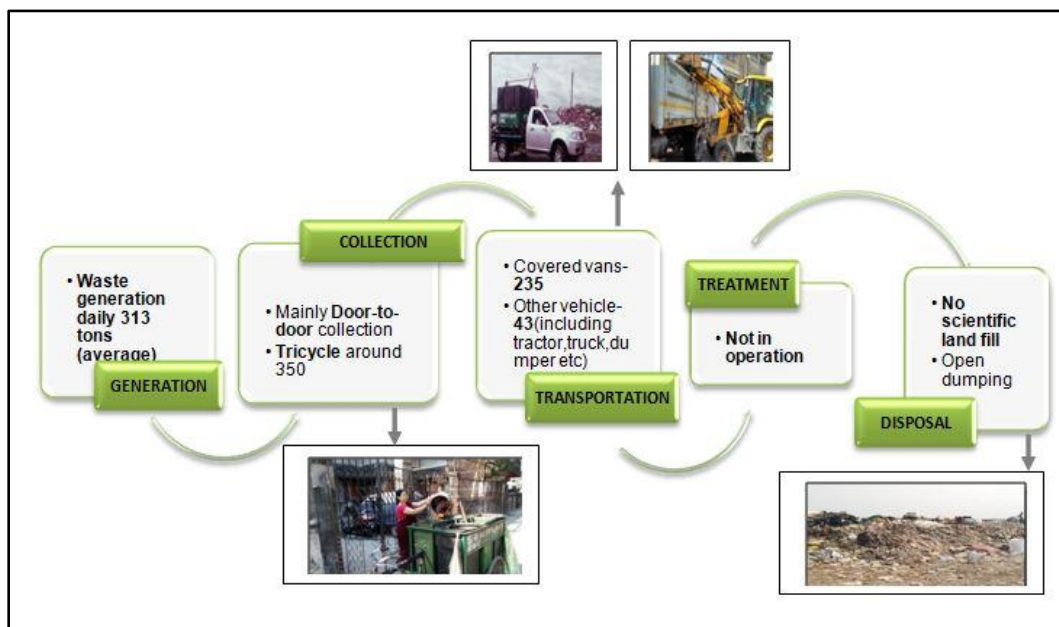 • Waste
generation
daily 313
tons
(average)
GENERATION
COLLECTION
• Mainly Door-to-
door collection
• Tricycle around
350
• Covered vans-
235
• Other vehicle-
43(including
tractor,truck,du
mper etc)
TRANSPORTATION
TREATMENT
• Not in
operation
• No
scientific
land fill
• Open
dumping
DISPOSAL